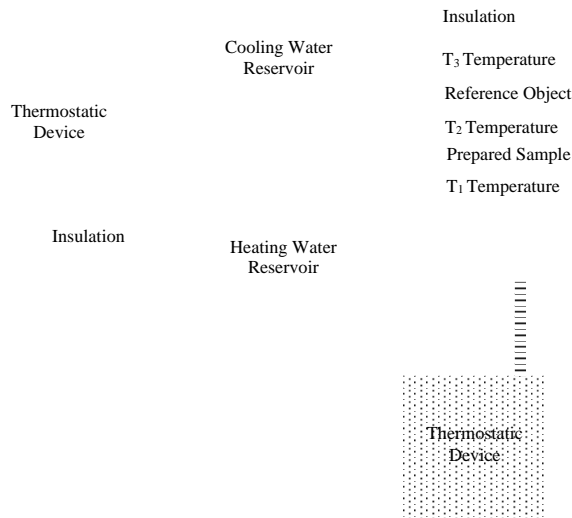 Insulation
Cooling Water
Reservoir
T3 Temperature
Reference Object
Thermostatic
Device
T2 Temperature
Prepared Sample
T1 Temperature
Insulation
Heating Water
Reservoir
Thermostatic
Device